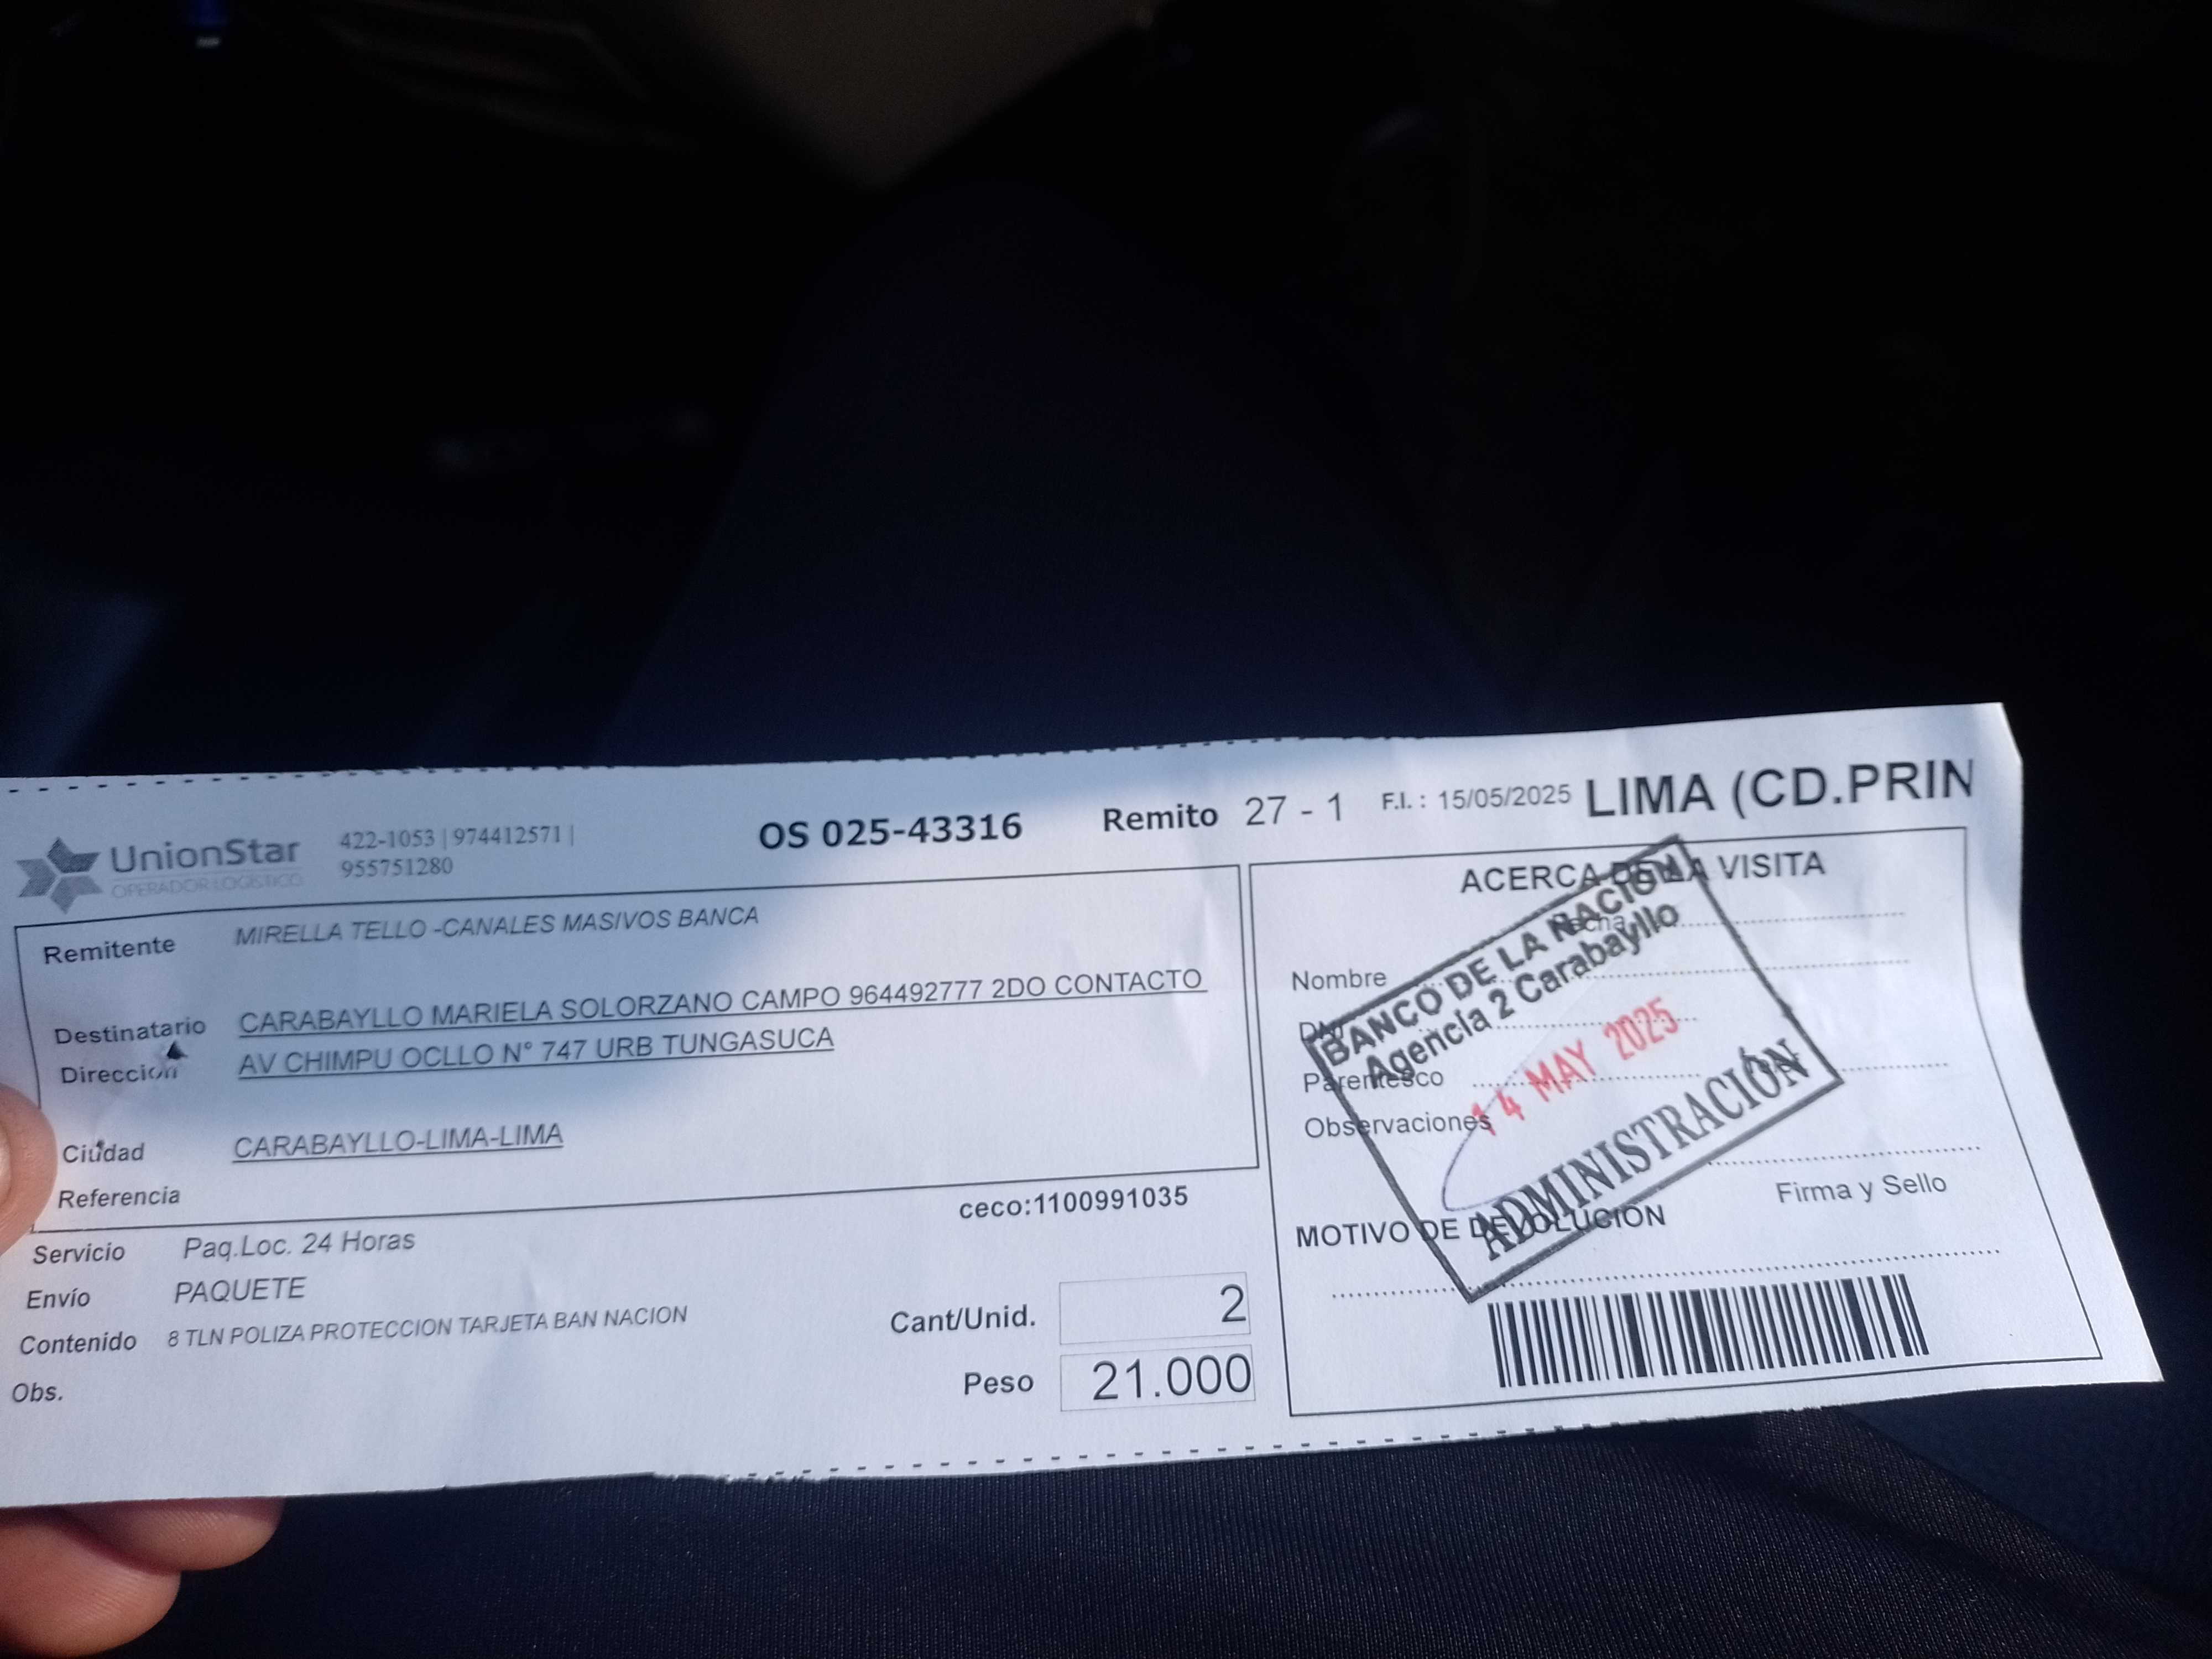 UnionStar
OPERADOR LOGÍSTICO
422-1053 | 974412571 |
955751280
OS 025-43316
Remito 27 - 1
F.I. : 15/05/2025
LIMA (CD.PRIN
Remitente MIRELLA TELLO -CANALES MASIVOS BANCA
Destinatario CARABAYLLO MARIELA SOLORZANO CAMPO 964492777 2DO CONTACTO
Dirección AV CHIMPU OCLLO N° 747 URB TUNGASUCA
Ciudad CARABAYLLO-LIMA-LIMA
Referencia
ceco:1100991035
Servicio Paq.Loc. 24 Horas
Envío PAQUETE
Contenido 8 TLN POLIZA PROTECCION TARJETA BAN NACION
Obs.
Cant/Unid. 2
Peso 21.000
ACERCA DE LA VISITA
Fecha
Nombre
DNI
Parentesco
Observaciones
Firma y Sello
MOTIVO DE DEVOLUCIÓN
BANCO DE LA NACIÓN
Agencia 2 Carabayllo
14 MAY 2025
ADMINISTRACIÓN